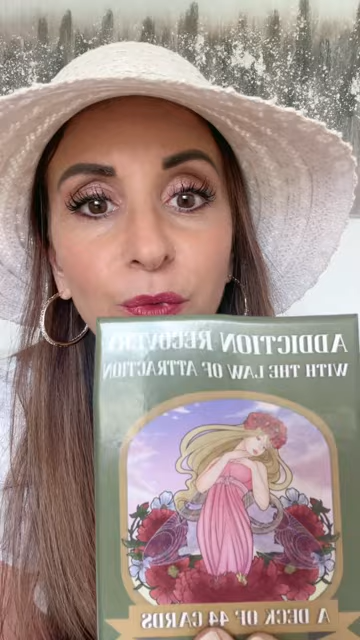 ADDICTION RECOVERY
WITH THE LAW OF ATTRACTION
A DECK OF 44 CARDS